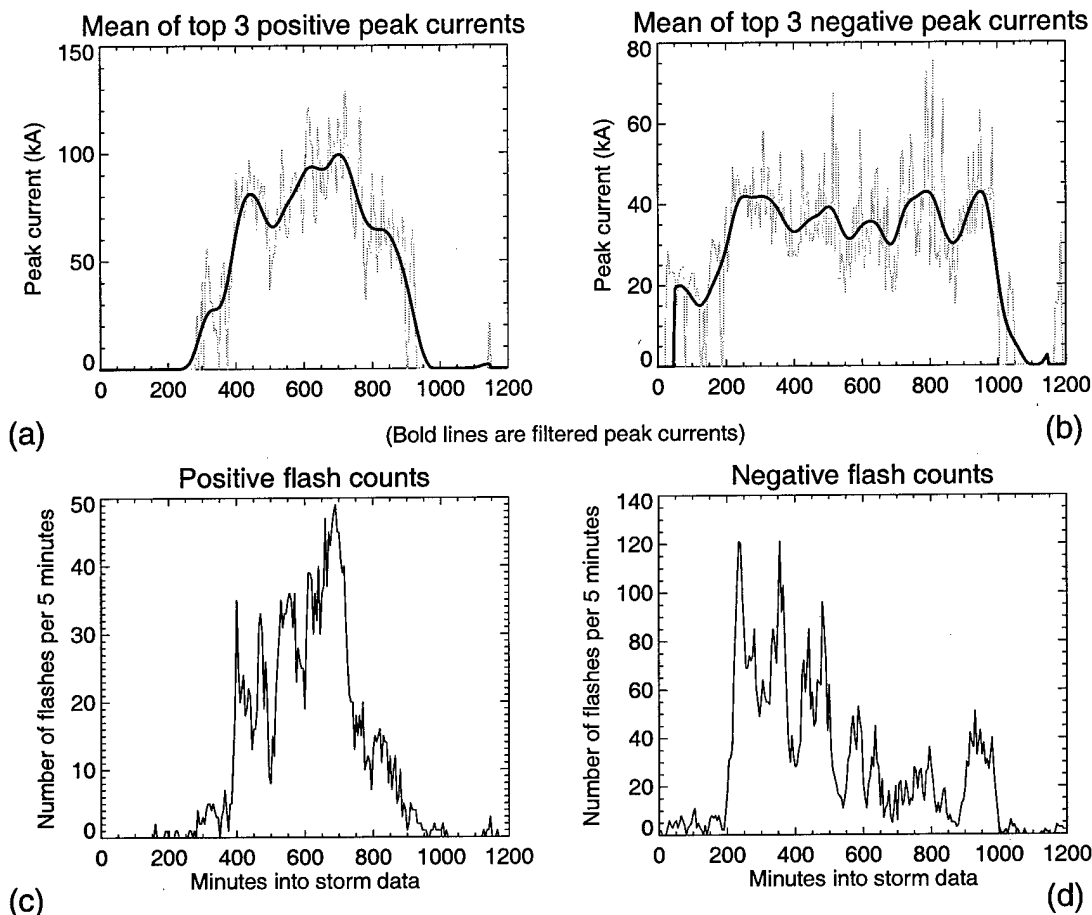 Mean of top 3 positive peak currents
Peak current (kA)
150
100
50
0
0 200 400 600 800 1000 1200
(a)
Mean of top 3 negative peak currents
Peak current (kA)
80
60
40
20
0
0 200 400 600 800 1000 1200
(b)
(Bold lines are filtered peak currents)
Positive flash counts
Number of flashes per 5 minutes
50
40
30
20
10
0
0 200 400 600 800 1000 1200
Minutes into storm data
(c)
Negative flash counts
Number of flashes per 5 minutes
140
120
100
80
60
40
20
0
0 200 400 600 800 1000 1200
Minutes into storm data
(d)